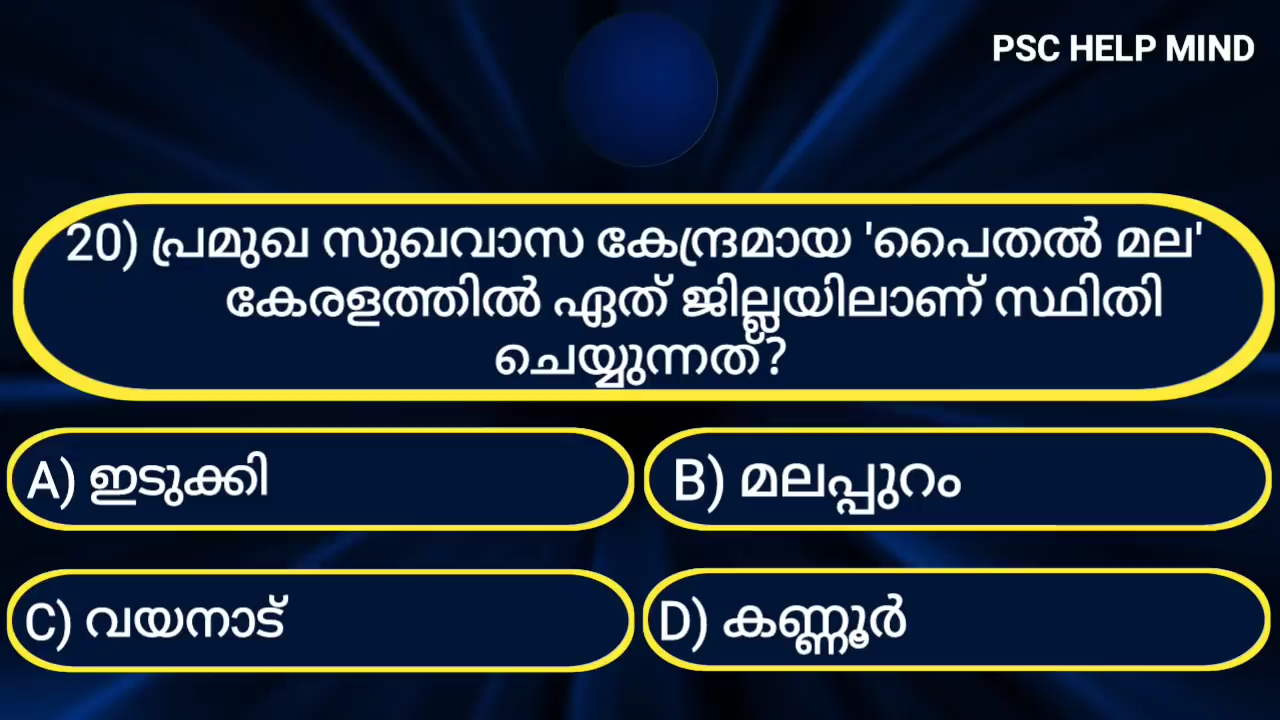 PSC HELP MIND
20) പ്രമുഖ സുഖവാസ കേന്ദ്രമായ 'പൈതൽ മല'
കേരളത്തിൽ ഏത് ജില്ലയിലാണ് സ്ഥിതി
ചെയ്യുന്നത്?
A) ഇടുക്കി
B) മലപ്പുറം
C) വയനാട്
D) കണ്ണൂർ